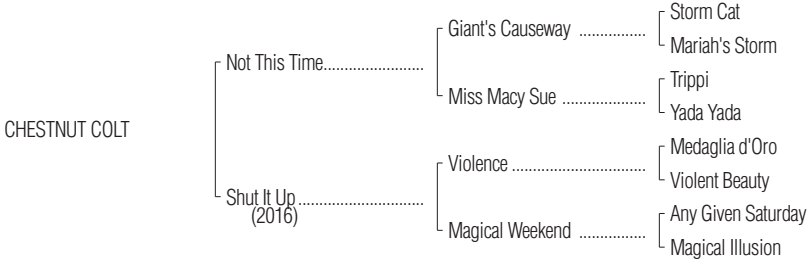 Storm Cat
Giant's Causeway ................
Mariah's Storm
Not This Time........................
Trippi
Miss Macy Sue ....................
Yada Yada
CHESTNUT COLT
Medaglia d'Oro
Violence ................................
Violent Beauty
Shut It Up..............................
(2016)
Any Given Saturday
Magical Weekend ................
Magical Illusion